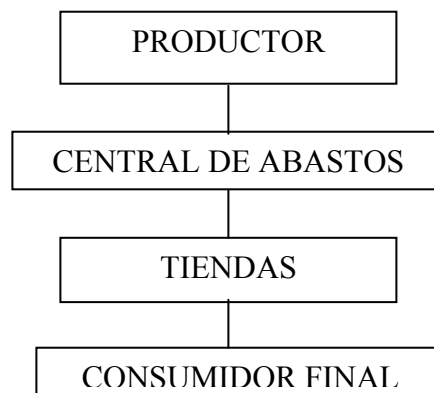 PRODUCTOR
CENTRAL DE ABASTOS
TIENDAS
CONSUMIDOR FINAL